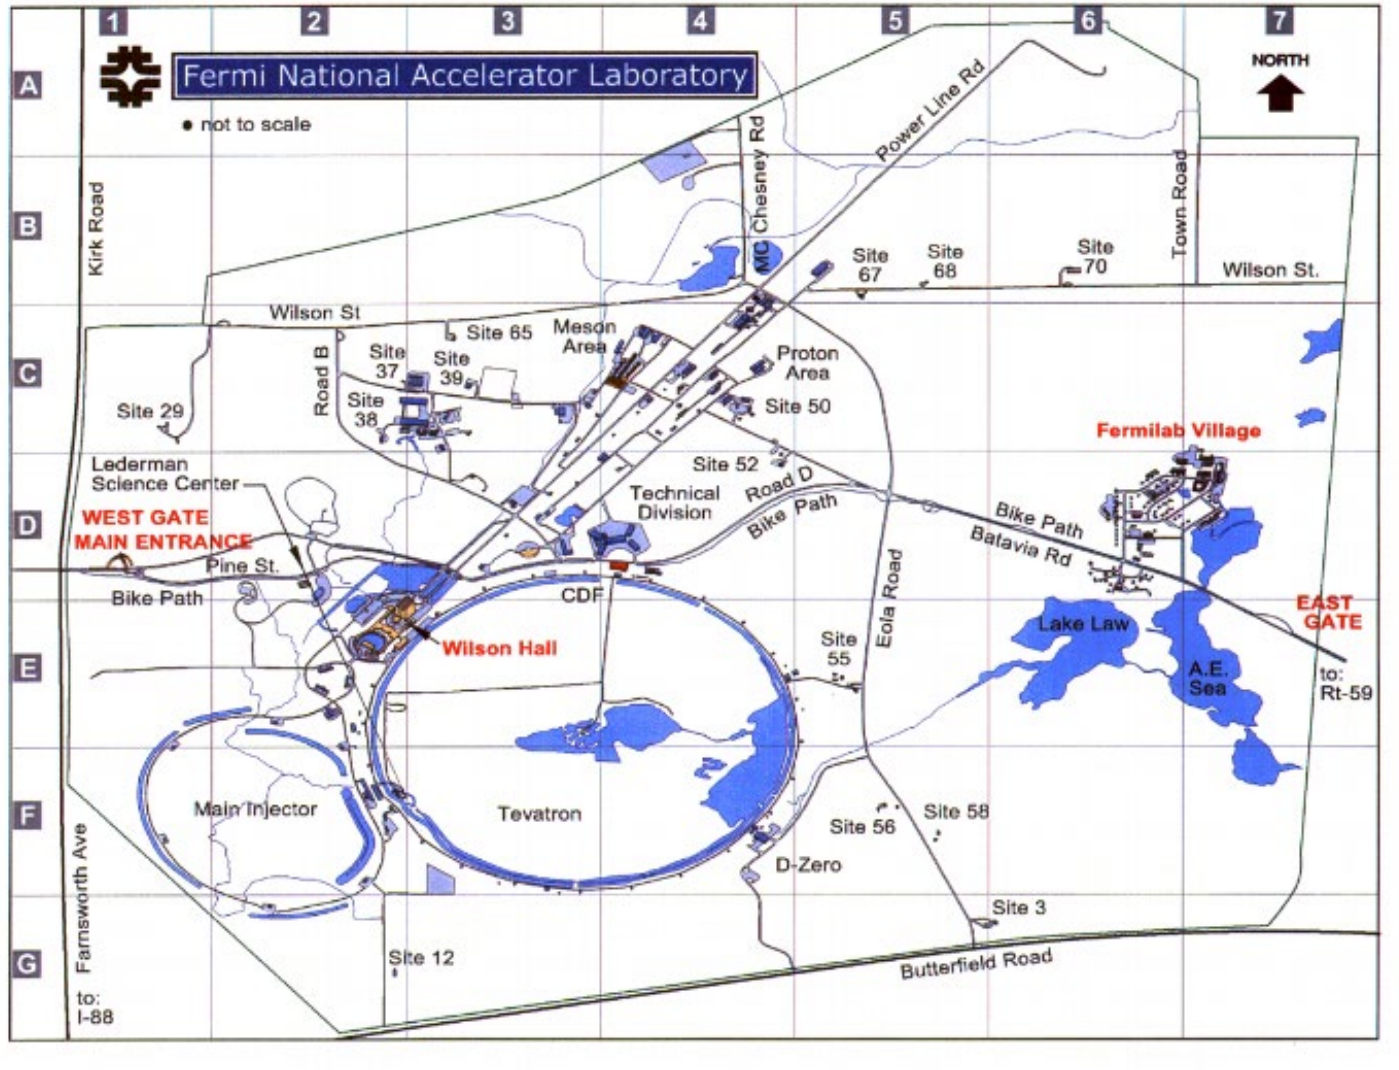 1 2 3 4 5 6 7
A
B
C
D
E
F
G
Fermi National Accelerator Laboratory
• not to scale
NORTH
Kirk Road
MC Chesney Rd
Power Line Rd
Town Road
Site
67
Site
68
Site
70
Wilson St.
Wilson St
Site 65
Meson
Area
Road B
Site
37
Site
39
Site
38
Proton
Area
Site 50
Site 29
Fermilab Village
Lederman
Science Center
Site 52
Road D
Technical
Division
Bike Path
WEST GATE
MAIN ENTRANCE
Bike Path
Batavia Rd
Pine St.
Bike Path
CDF
Eola Road
Lake Law
EAST
GATE
Wilson Hall
Site
55
A.E.
Sea
to:
Rt-59
Main Injector
Tevatron
Site 56
Site 58
D-Zero
Farnsworth Ave
Site 3
Site 12
Butterfield Road
to:
I-88